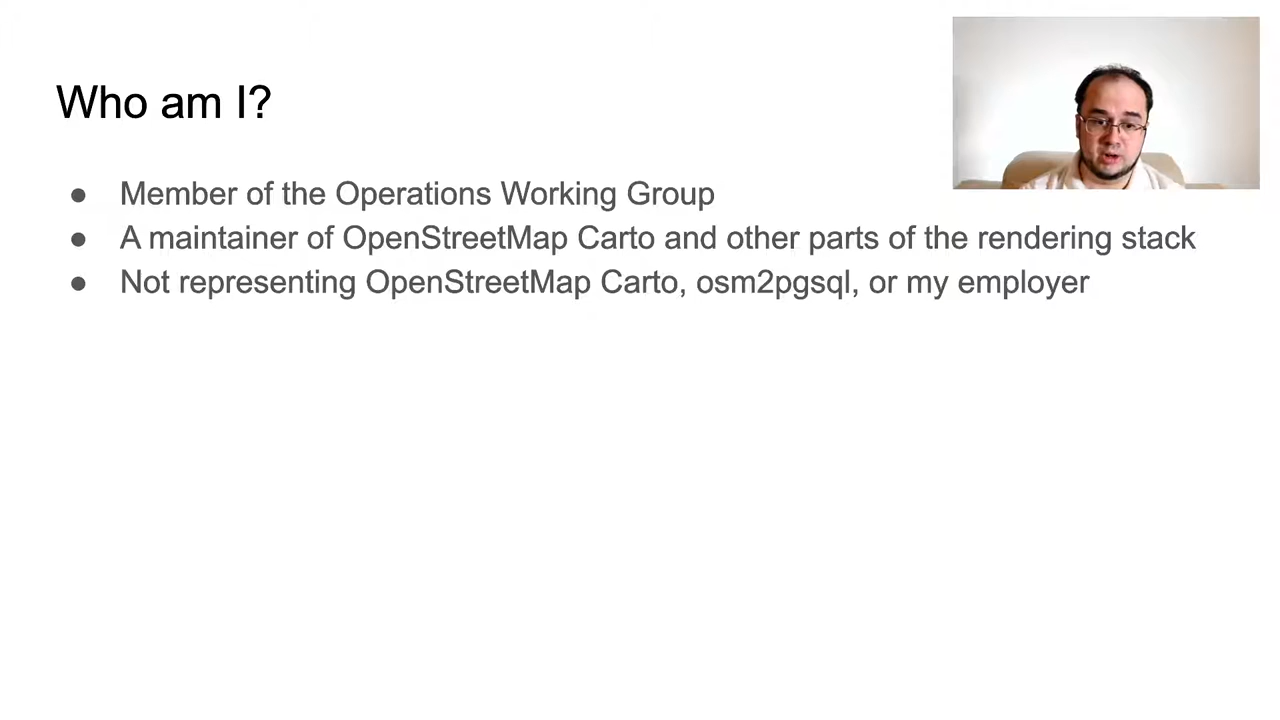 Who am I?
● Member of the Operations Working Group
● A maintainer of OpenStreetMap Carto and other parts of the rendering stack
● Not representing OpenStreetMap Carto, osm2pgsql, or my employer